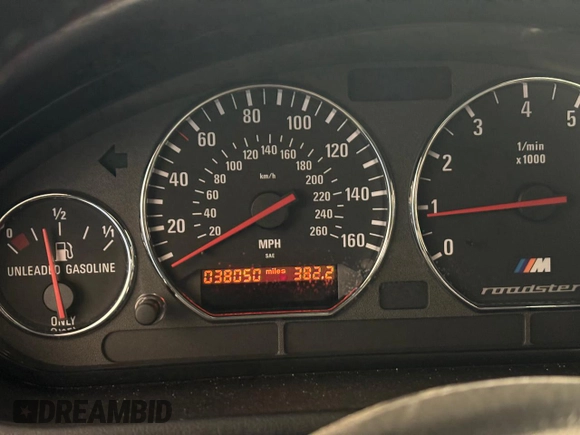 1/2
1/1
UNLEADED GASOLINE
ONLY
20
40
60
80
100
120
140
160
20
40
60
80
100
120
140
160
180
200
220
240
260
km/h
MPH
SAE
038050 miles 382.2
0
1
2
3
4
5
1/min
x1000
M
roadster
DREAMBID